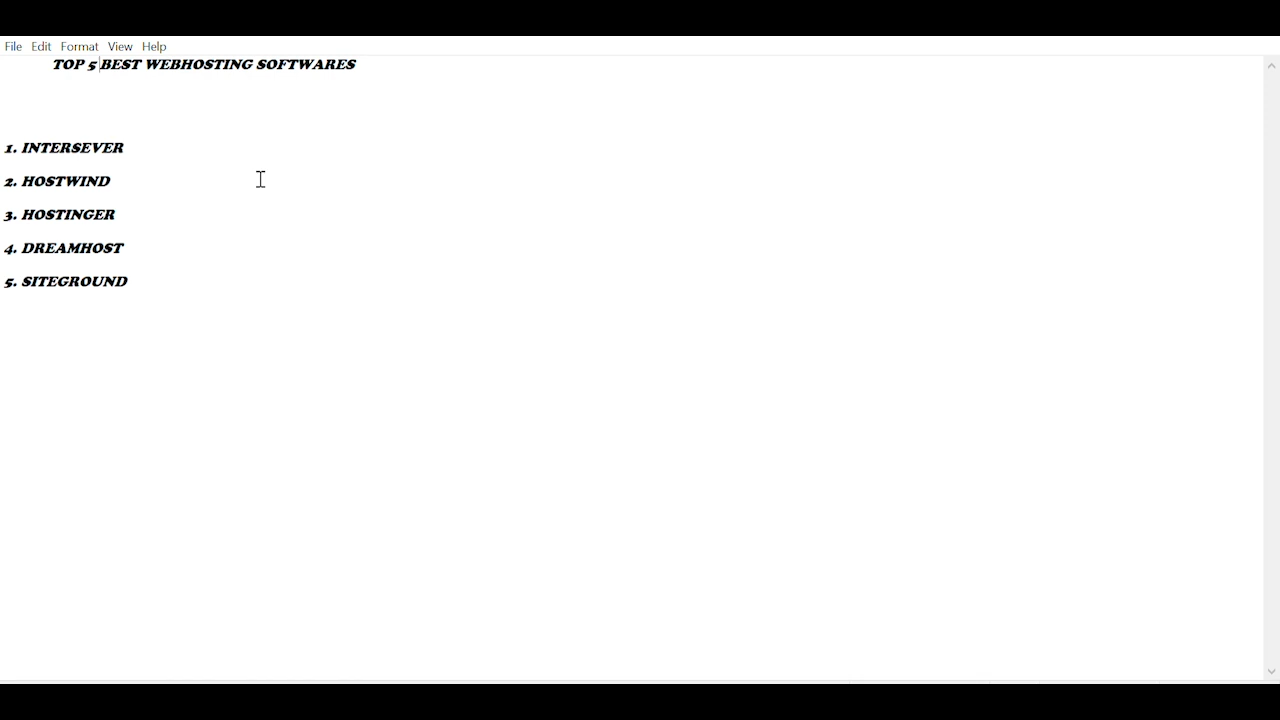 File Edit Format View Help
TOP 5 BEST WEBHOSTING SOFTWARES
1. INTERSEVER
2. HOSTWIND
3. HOSTINGER
4. DREAMHOST
5. SITEGROUND